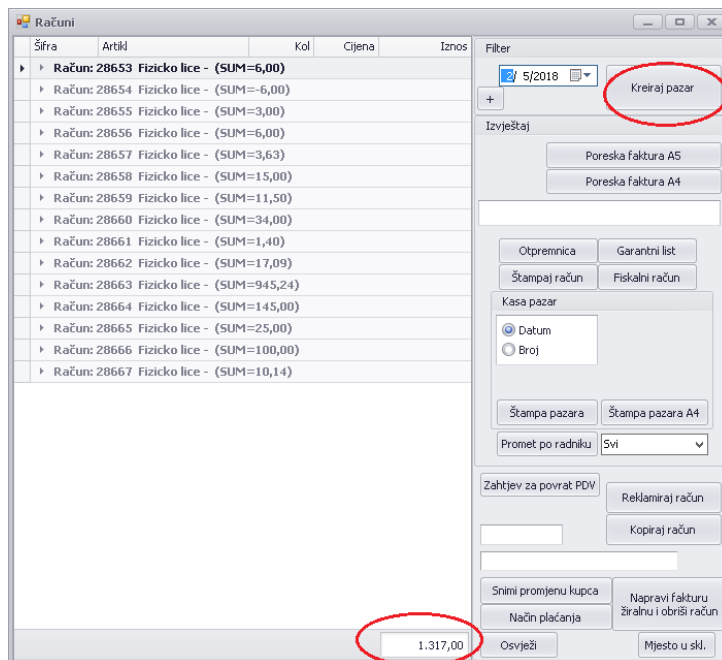 Računi
Šifra Artikl Kol Cijena Iznos
Račun: 28653 Fizicko lice - (SUM=6,00)
Račun: 28654 Fizicko lice - (SUM=-6,00)
Račun: 28655 Fizicko lice - (SUM=3,00)
Račun: 28656 Fizicko lice - (SUM=6,00)
Račun: 28657 Fizicko lice - (SUM=3,63)
Račun: 28658 Fizicko lice - (SUM=15,00)
Račun: 28659 Fizicko lice - (SUM=11,50)
Račun: 28660 Fizicko lice - (SUM=34,00)
Račun: 28661 Fizicko lice - (SUM=1,40)
Račun: 28662 Fizicko lice - (SUM=17,09)
Račun: 28663 Fizicko lice - (SUM=945,24)
Račun: 28664 Fizicko lice - (SUM=145,00)
Račun: 28665 Fizicko lice - (SUM=25,00)
Račun: 28666 Fizicko lice - (SUM=100,00)
Račun: 28667 Fizicko lice - (SUM=10,14)
1.317,00
Filter
2/ 5/2018
Kreiraj pazar
+
Izvještaj
Poreska faktura A5
Poreska faktura A4
Otpremnica Garantni list
Štampaj račun Fiskalni račun
Kasa pazar
Datum
Broj
Štampa pazara Štampa pazara A4
Promet po radniku Svi
Zahtjev za povrat PDV
Reklamiraj račun
Kopiraj račun
Snimi promjenu kupca
Način plaćanja
Napravi fakturu
žiralnu i obriši račun
Osvježi Mjesto u skl.